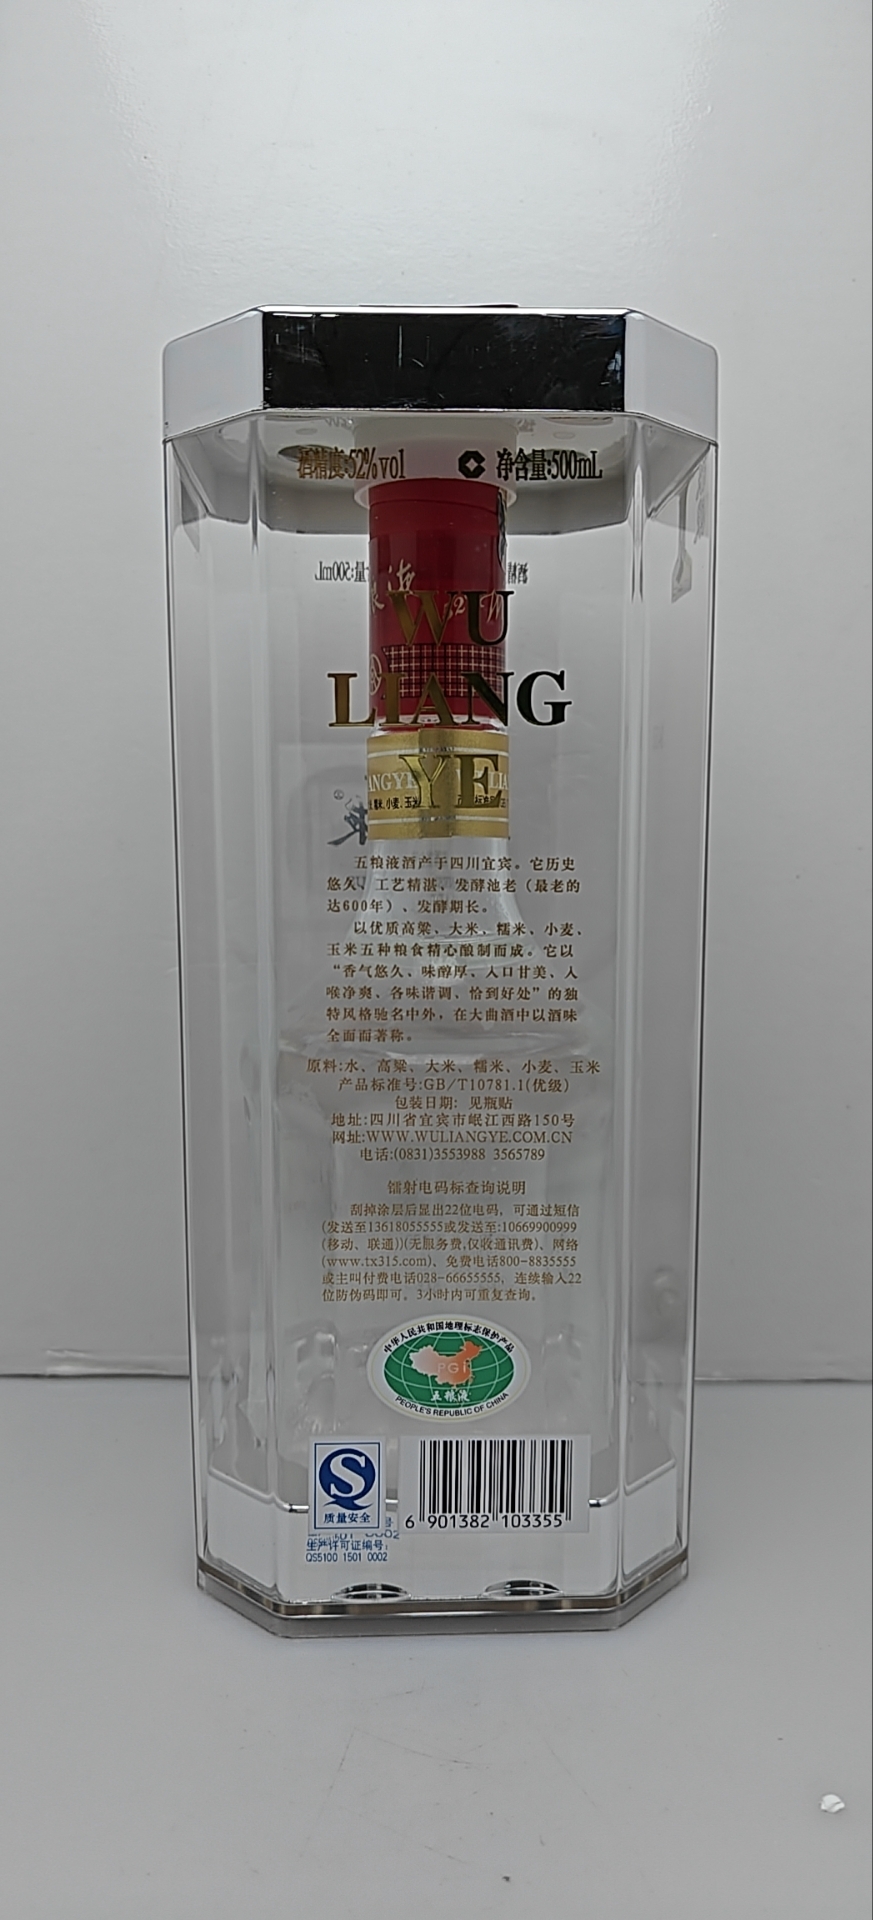 酒精度:52%vol 净含量:500mL
WU
LIANG
YE
五粮液酒产于四川宜宾。它历史
悠久、工艺精湛、发酵池老（最老的
达600年）、发酵期长。
以优质高粱、大米、糯米、小麦、
玉米五种粮食精心酿制而成。它以
“香气悠久、味醇厚、入口甘美、入
喉净爽、各味谐调、恰到好处”的独
特风格驰名中外，在大曲酒中以酒味
全面而著称。
原料:水、高粱、大米、糯米、小麦、玉米
产品标准号:GB/T10781.1(优级)
包装日期: 见瓶贴
地址:四川省宜宾市岷江西路150号
网址:WWW.WULIANGYE.COM.CN
电话:(0831)3553988 3565789
镭射电码标查询说明
刮掉涂层后显出22位电码，可通过短信
(发送至13618055555或发送至:10669900999
(移动、联通))(无服务费,仅收通讯费)、网络
(www.tx315.com)、免费电话800-8835555
或主叫付费电话028-66655555，连续输入22
位防伪码即可。3小时内可重复查询。
中华人民共和国地理标志保护产品
PGI
五粮液
PEOPLE'S REPUBLIC OF CHINA
质量安全
6 901382 103355
生产许可证编号:
QS5100 1501 0002